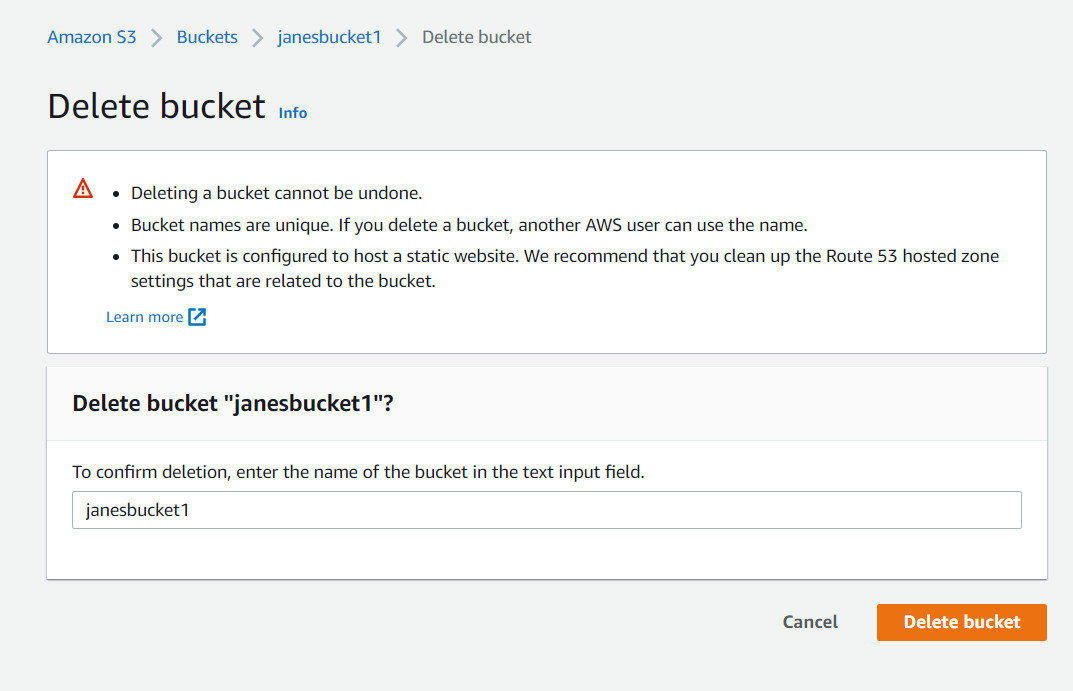 Amazon S3 > Buckets > janesbucket1 > Delete bucket
Delete bucket Info
• Deleting a bucket cannot be undone.
• Bucket names are unique. If you delete a bucket, another AWS user can use the name.
• This bucket is configured to host a static website. We recommend that you clean up the Route 53 hosted zone
settings that are related to the bucket.
Learn more
Delete bucket "janesbucket1"?
To confirm deletion, enter the name of the bucket in the text input field.
janesbucket1
Cancel Delete bucket